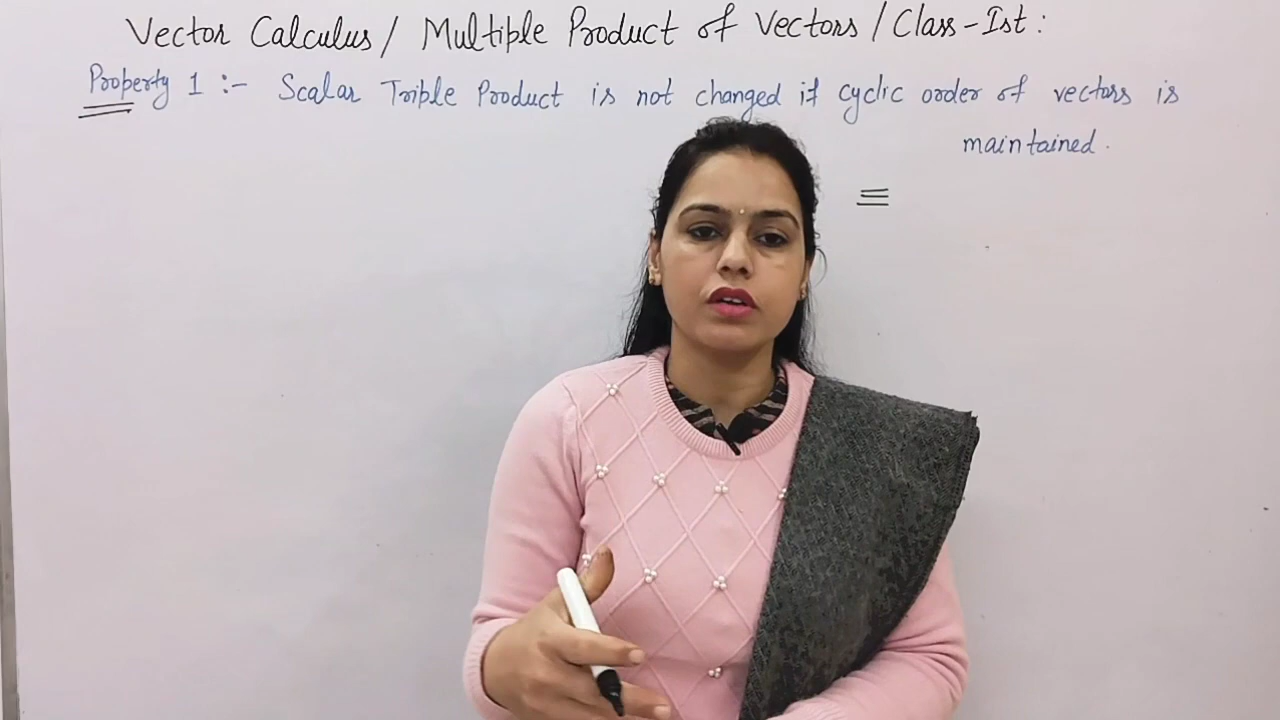 Vector Calculus / Multiple Product of Vectors / Class-Ist:
Property 1 :- Scalar Triple Product is not changed if cyclic order of vectors is
maintained.